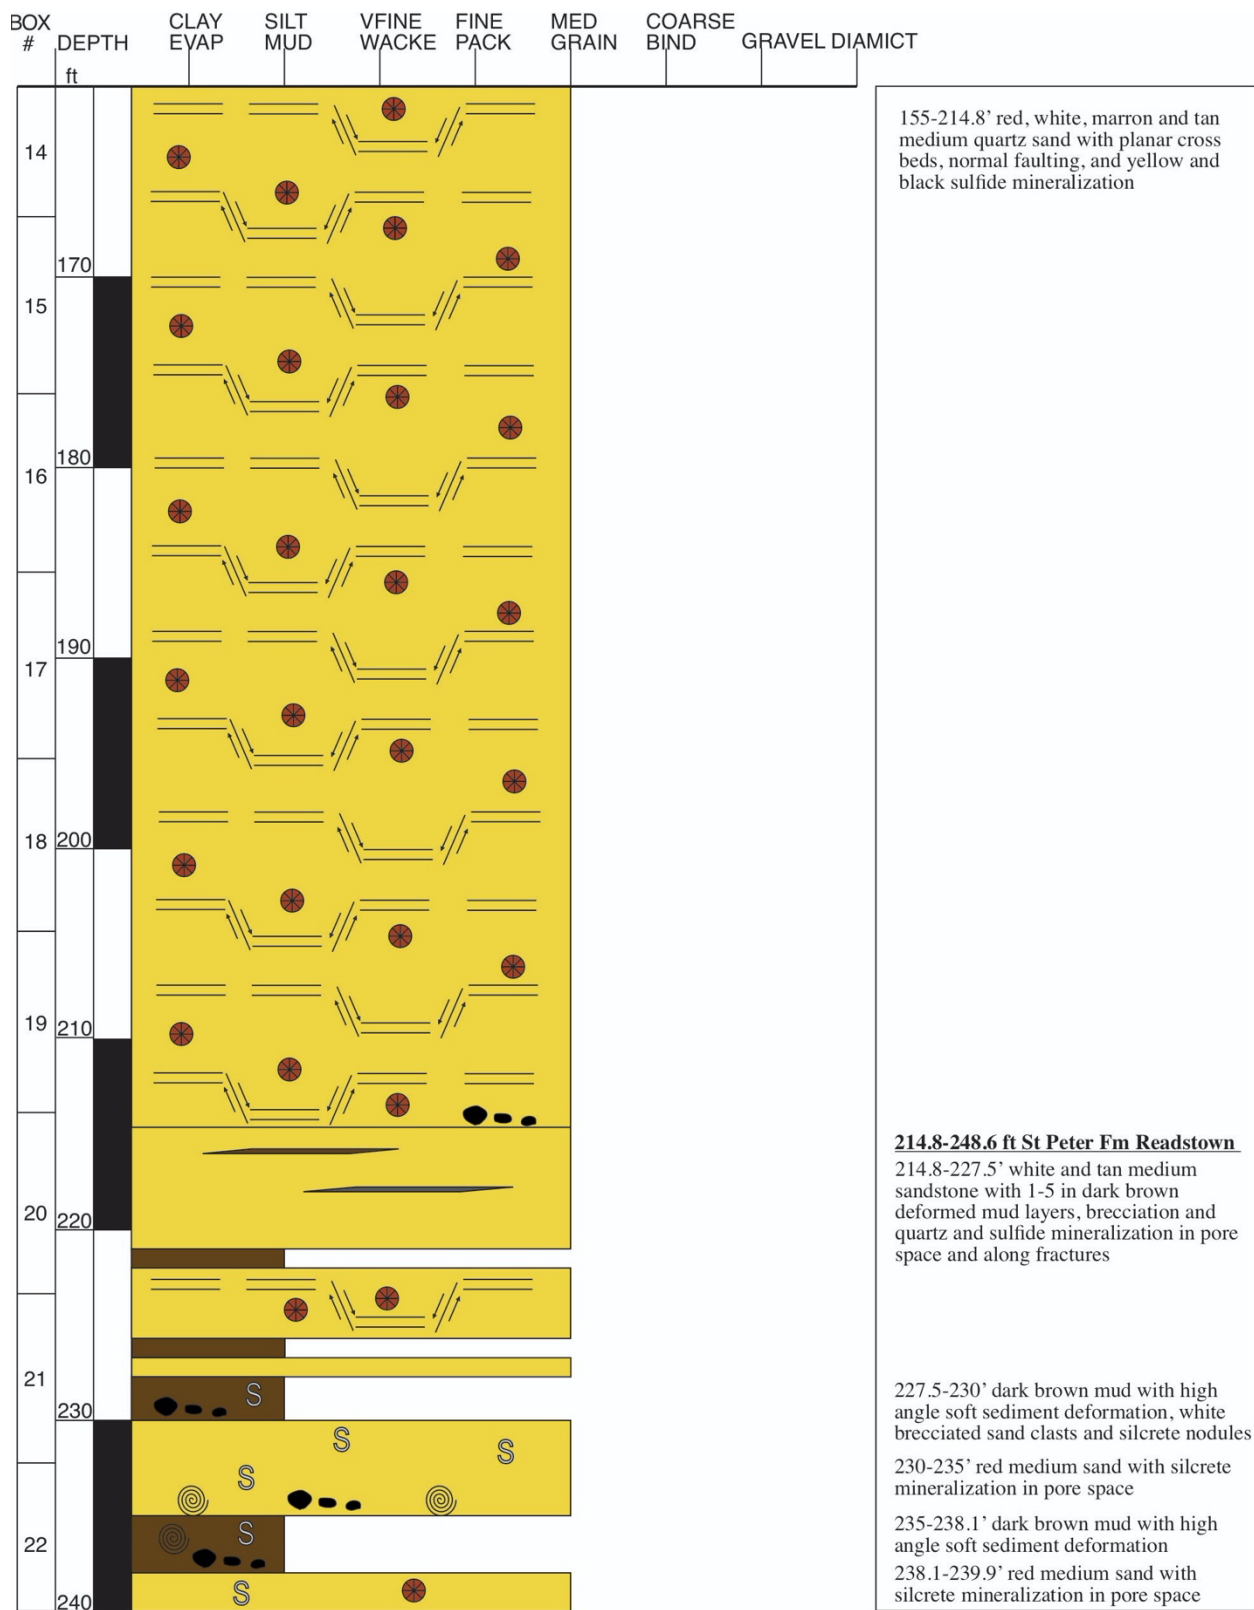 BOX CLAY SILT VFINE FINE MED COARSE
# DEPTH EVAP MUD WACKE PACK GRAIN BIND GRAVEL DIAMICT
ft
155-214.8’ red, white, marron and tan
medium quartz sand with planar cross
beds, normal faulting, and yellow and
black sulfide mineralization
14
170
15
180
16
190
17
200
18
210
19
214.8-248.6 ft St Peter Fm Readstown
214.8-227.5’ white and tan medium
sandstone with 1-5 in dark brown
deformed mud layers, brecciation and
quartz and sulfide mineralization in pore
space and along fractures
20
220
21
S
227.5-230’ dark brown mud with high
angle soft sediment deformation, white
brecciated sand clasts and silcrete nodules
230
S
S
S
230-235’ red medium sand with silcrete
mineralization in pore space
S
235-238.1’ dark brown mud with high
angle soft sediment deformation
22
238.1-239.9’ red medium sand with
silcrete mineralization in pore space
S
240